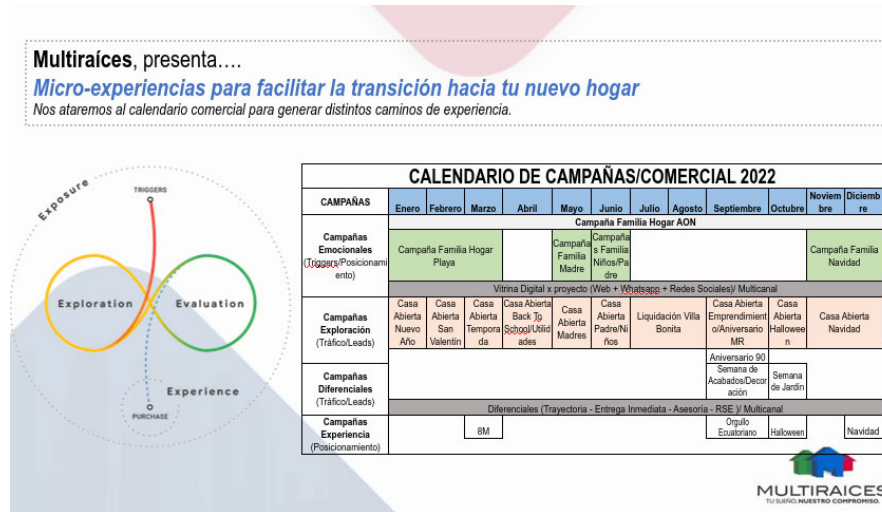 Multiraíces, presenta….
Micro-experiencias para facilitar la transición hacia tu nuevo hogar
Nos ataremos al calendario comercial para generar distintos caminos de experiencia.
Exposure
TRIGGERS
Exploration
Evaluation
Experience
PURCHASE
CALENDARIO DE CAMPAÑAS/COMERCIAL 2022
CAMPAÑAS
Enero
Febrero
Marzo
Abril
Mayo
Junio
Julio
Agosto
Septiembre
Octubre
Noviem
bre
Diciemb
re
Campañas
Emocionales
(Triggers/Posicionami
ento)
Campaña Familia Hogar AON
Campaña Familia Hogar
Playa
Campaña
Familia
Madre
Campaña
s Familia
Niños/Pa
dre
Campaña Familia
Navidad
Vitrina Digital x proyecto (Web + Whatsapp + Redes Sociales)/ Multicanal
Campañas
Exploración
(Tráfico/Leads)
Casa
Abierta
Nuevo
Año
Casa
Abierta
San
Valentín
Casa
Abierta
Tempora
da
Casa Abierta
Back To
School/Utilid
ades
Casa
Abierta
Madres
Casa
Abierta
Padre/Ni
ños
Liquidación Villa
Bonita
Casa Abierta
Emprendimient
o/Aniversario
MR
Casa
Abierta
Hallowee
n
Casa Abierta
Navidad
Campañas
Diferenciales
(Tráfico/Leads)
Aniversario 90
Semana de
Acabados/Decor
ación
Semana
de Jardín
Diferenciales (Trayectoria - Entrega Inmediata - Asesoría - RSE )/ Multicanal
Campañas
Experiencia
(Posicionamiento)
8M
Orgullo
Ecuatoriano
Halloween
Navidad
MULTIRAICES
TU SUEÑO, NUESTRO COMPROMISO.